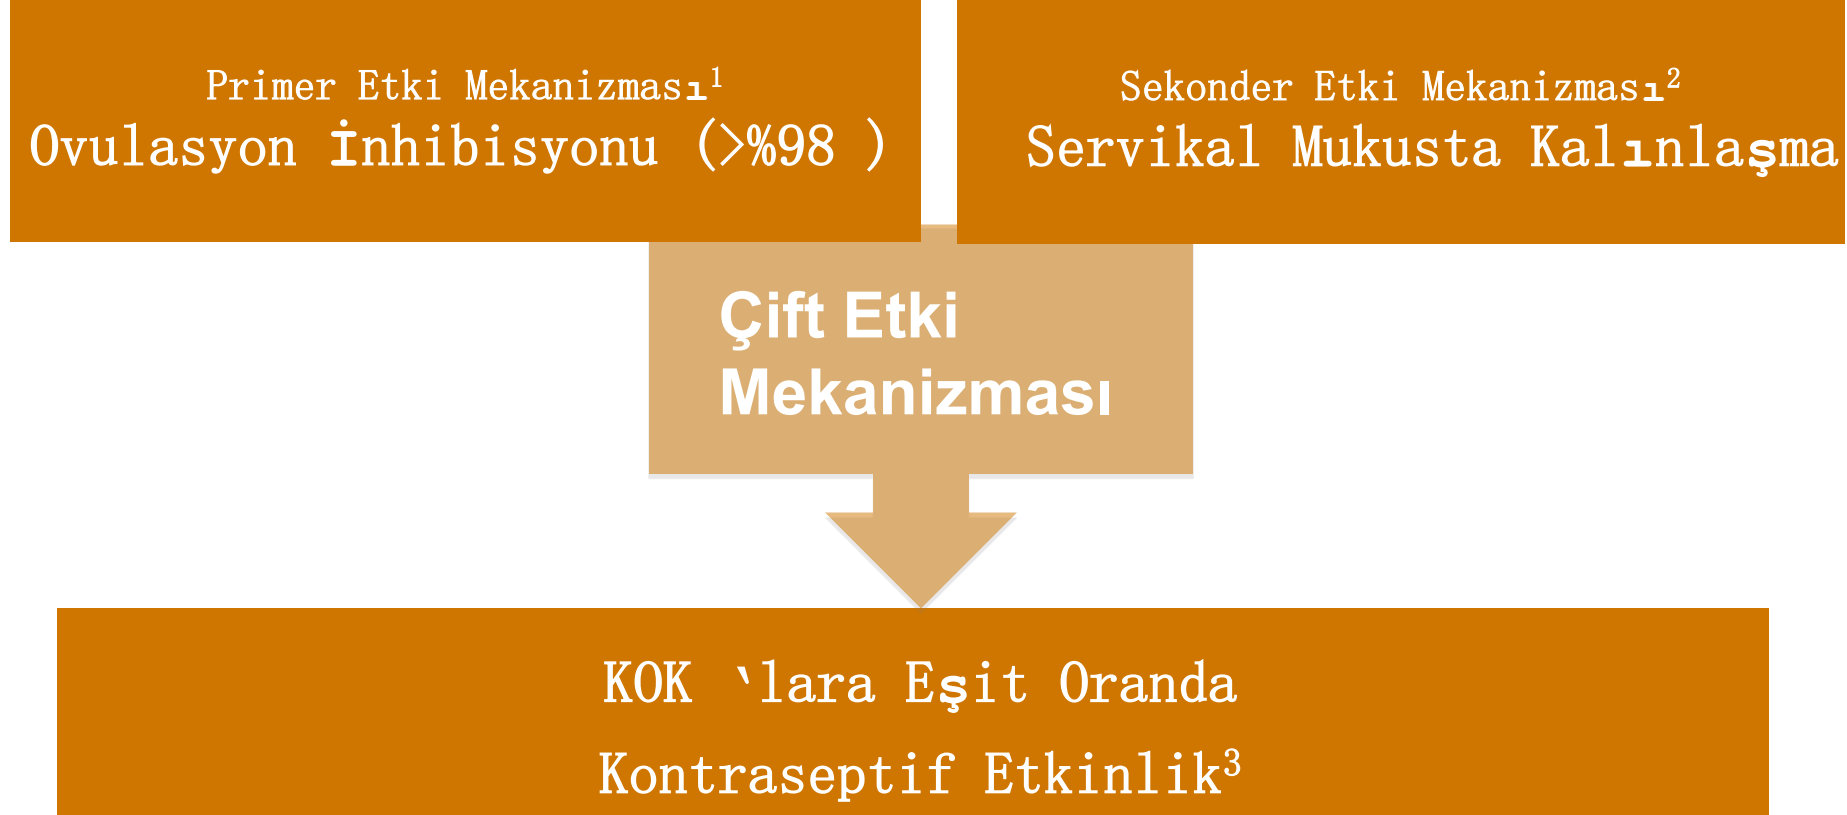 Primer Etki Mekanizması¹
Ovulasyon İnhibisyonu (>%98 )
Sekonder Etki Mekanizması²
Servikal Mukusta Kalınlaşma
Çift Etki
Mekanizması
KOK ‘lara Eşit Oranda
Kontraseptif Etkinlik³